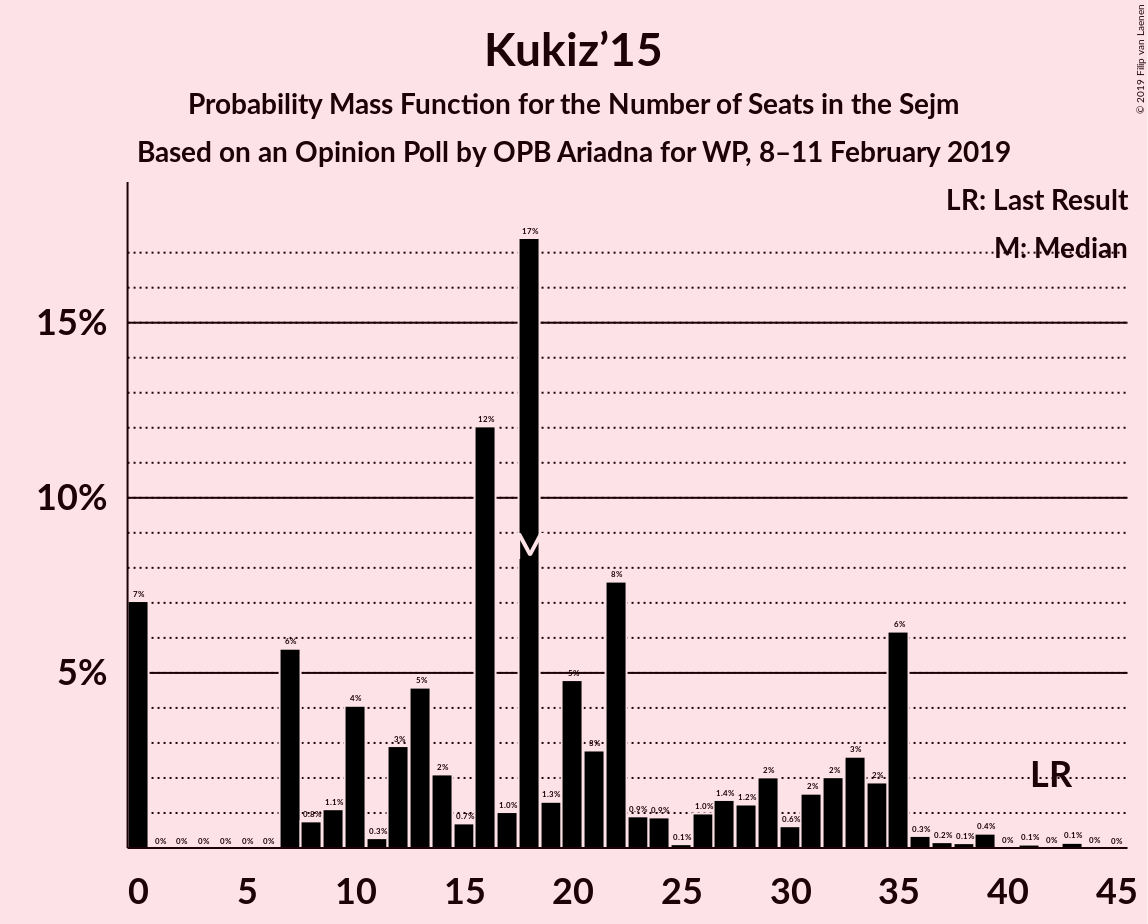 © 2019 Filip van Laenen
Kukiz’15
Probability Mass Function for the Number of Seats in the Sejm
Based on an Opinion Poll by OPB Ariadna for WP, 8–11 February 2019
LR: Last Result
M: Median
15%
10%
5%
7% 0% 0% 0% 0% 0% 0% 6% 0.8% 1.1% 4% 0.3% 3% 5% 2% 0.7% 12% 1.0% 17% 1.3% 5% 3% 8% 0.9% 0.9% 0.1% 1.0% 1.4% 1.2% 2% 0.6% 2% 2% 3% 2% 6% 0.3% 0.2% 0.1% 0.4% 0% 0.1% 0% 0.1% 0% 0%
M
LR
0 5 10 15 20 25 30 35 40 45